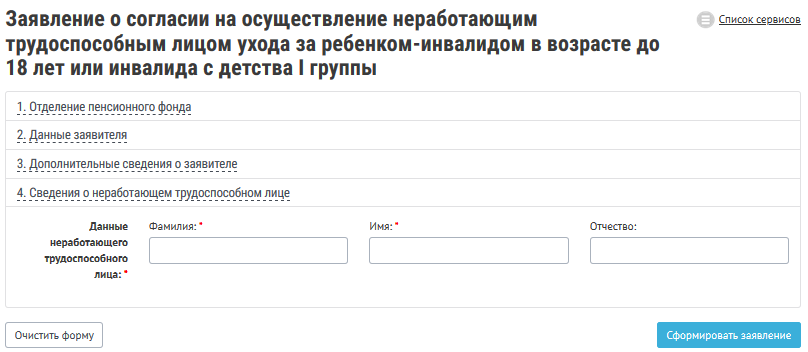 Заявление о согласии на осуществление неработающим
трудоспособным лицом ухода за ребенком-инвалидом в возрасте до
18 лет или инвалида с детства I группы
Список сервисов
1. Отделение пенсионного фонда
2. Данные заявителя
3. Дополнительные сведения о заявителе
4. Сведения о неработающем трудоспособном лице
Данные
неработающего
трудоспособного
лица: *
Фамилия: *
Имя: *
Отчество:
Очистить форму
Сформировать заявление